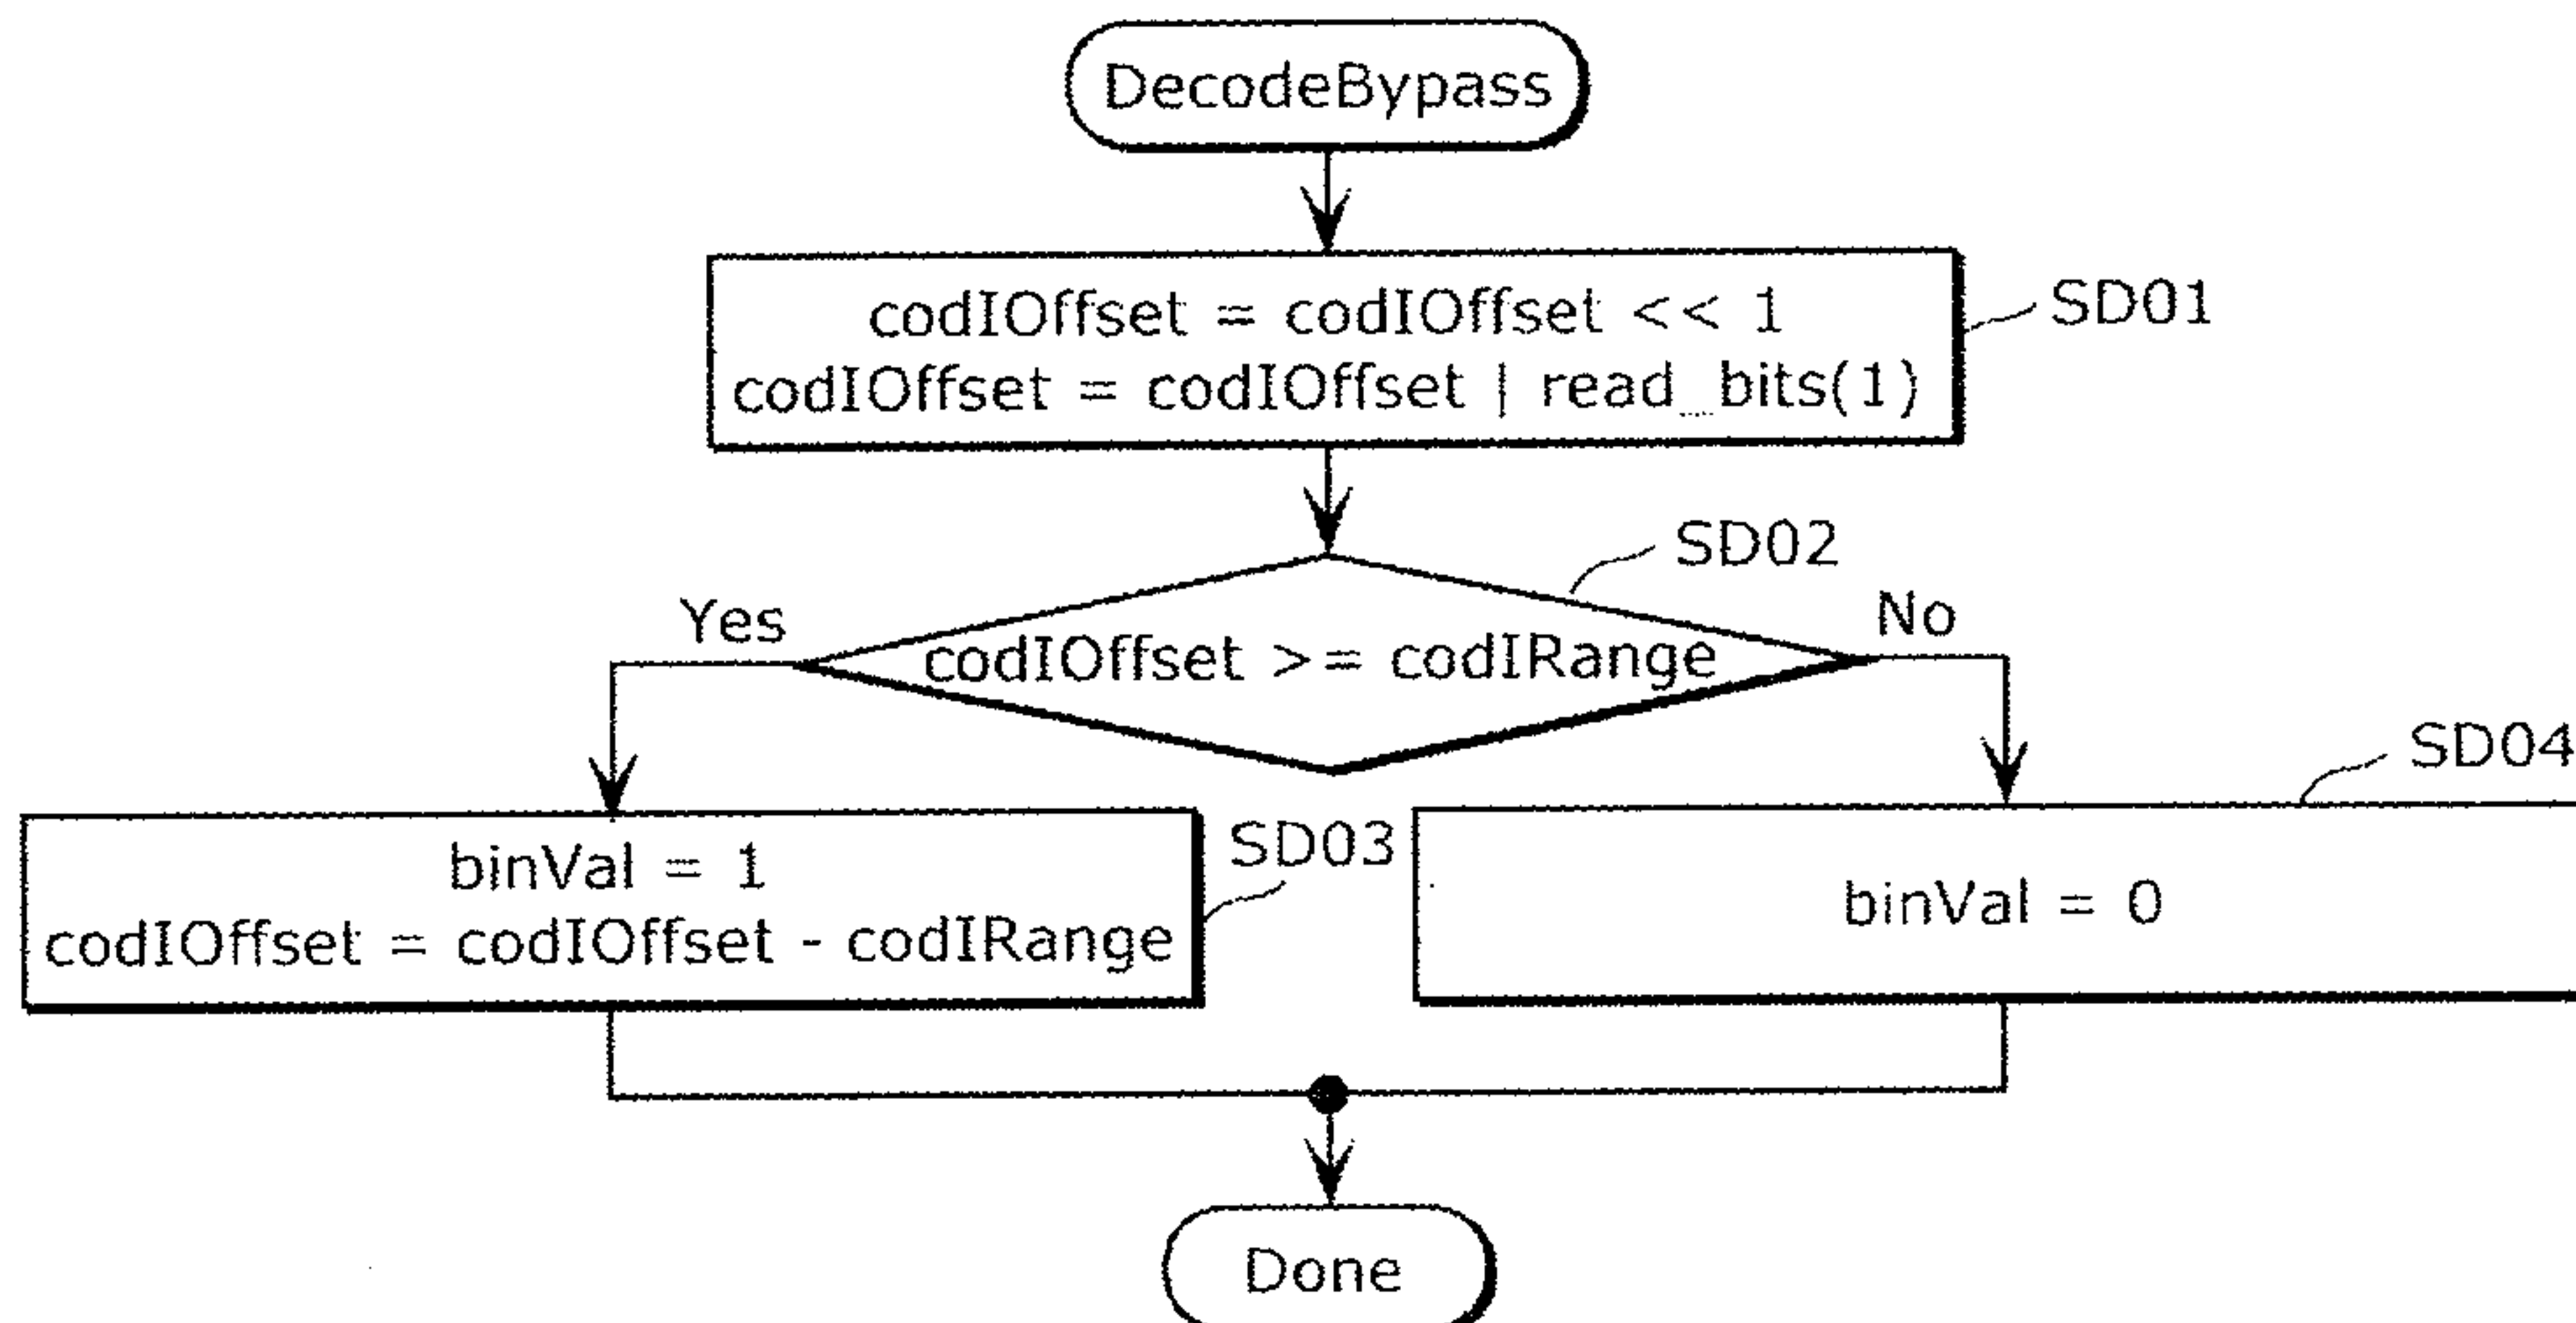 DecodeBypass
codIOffset = codIOffset << 1
codIOffset = codIOffset | read_bits(1)
SD01
SD02
Yes
No
codIOffset >= codIRange
SD04
binVal = 1
codIOffset = codIOffset - codIRange
SD03
binVal = 0
Done